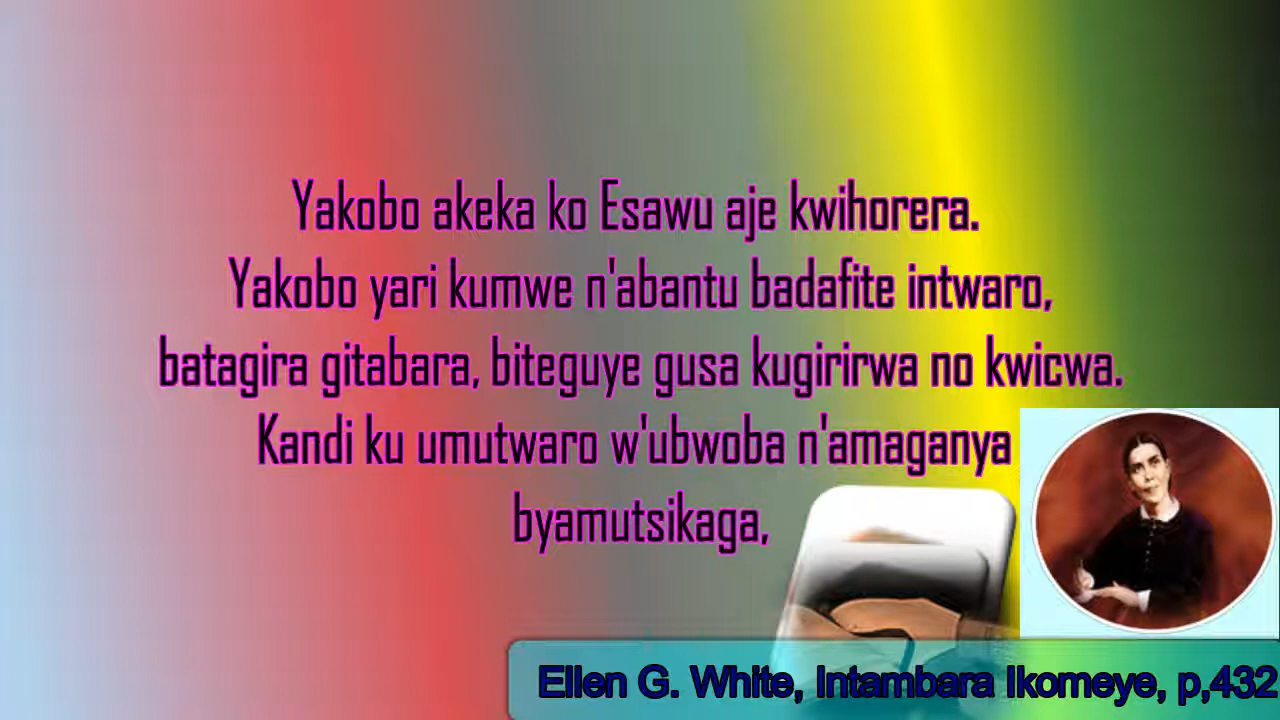 Yakobo akeka ko Esawu aje kwihorera.
Yakobo yari kumwe n'abantu badafite intwaro,
batagira gitabara, biteguye gusa kugirirwa no kwicwa.
Kandi ku umutwaro w'ubwoba n'amaganya
byamutsikaga,
Ellen G. White, Intambara Ikomeye, p,432